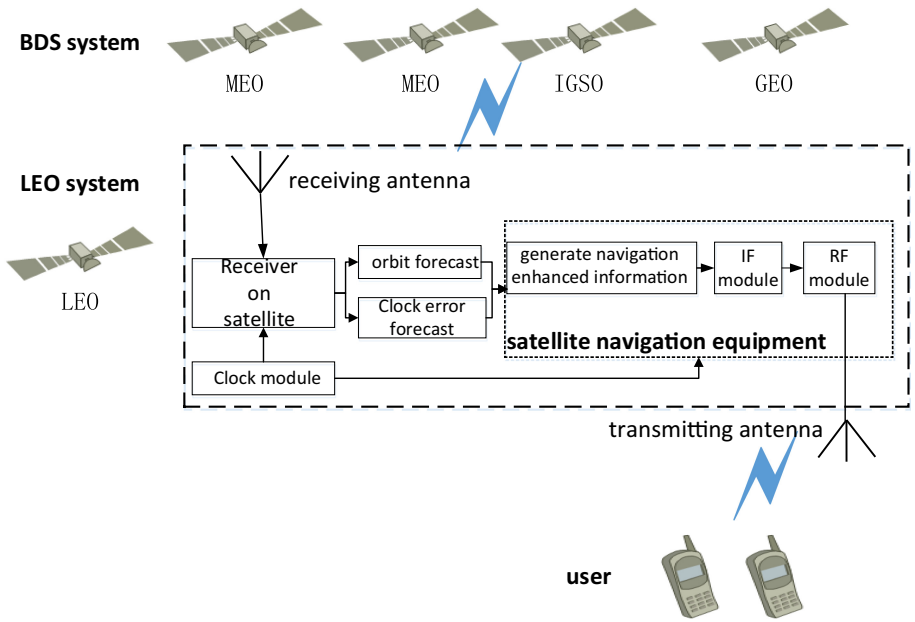 BDS system
MEO
MEO
IGSO
GEO
LEO system
receiving antenna
LEO
Receiver
on
satellite
orbit forecast
Clock error
forecast
generate navigation
enhanced information
IF
module
RF
module
satellite navigation equipment
Clock module
transmitting antenna
user